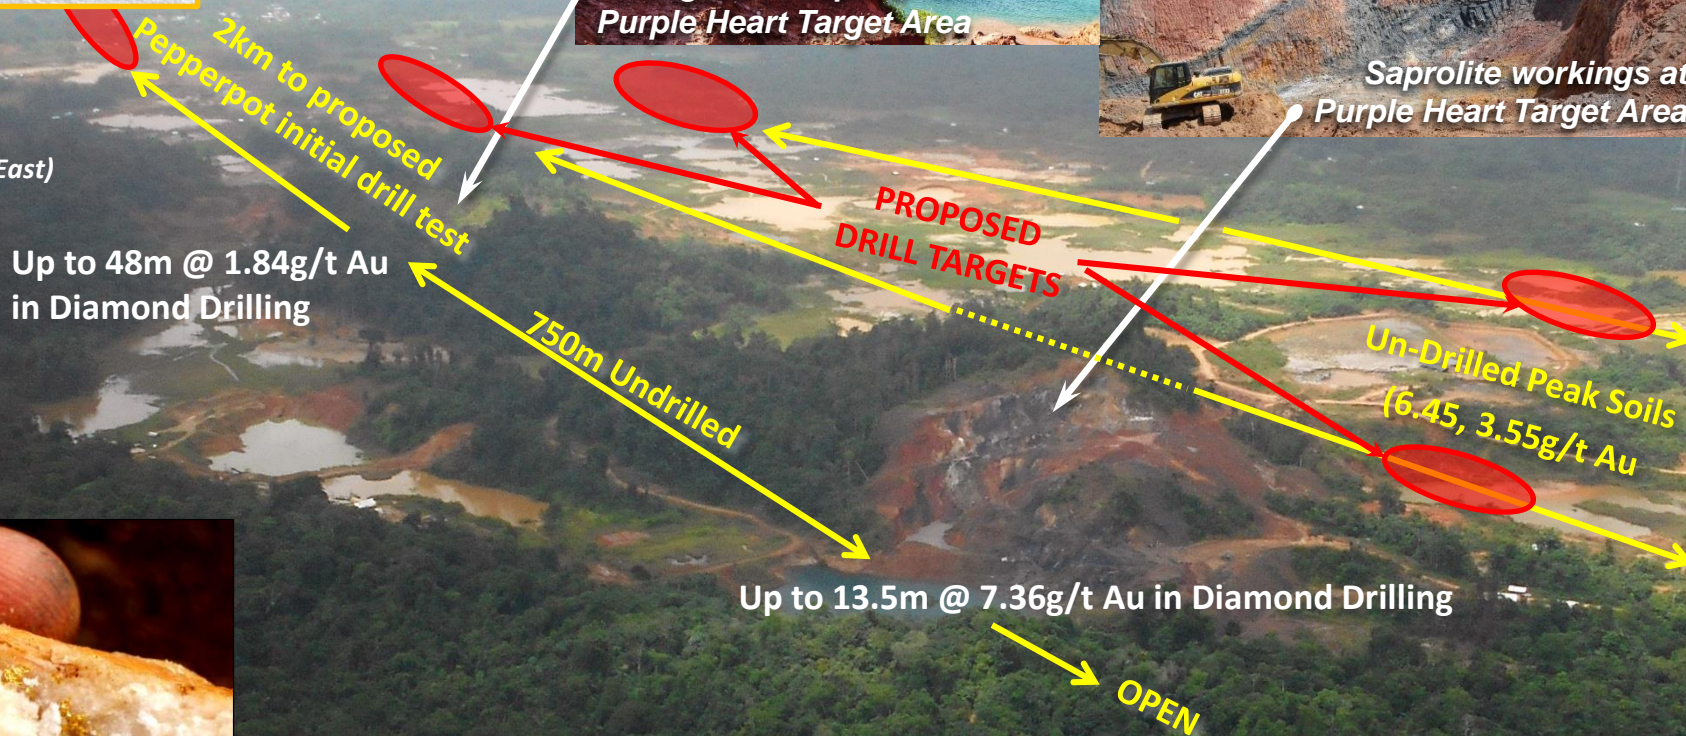 Purple Heart Target Area
Saprolite workings at
Purple Heart Target Area
2km to proposed
Pepperpot initial drill test
East)
PROPOSED
DRILL TARGETS
Up to 48m @ 1.84g/t Au
in Diamond Drilling
750m Undrilled
Un-Drilled Peak Soils
(6.45, 3.55g/t Au
Up to 13.5m @ 7.36g/t Au in Diamond Drilling
OPEN